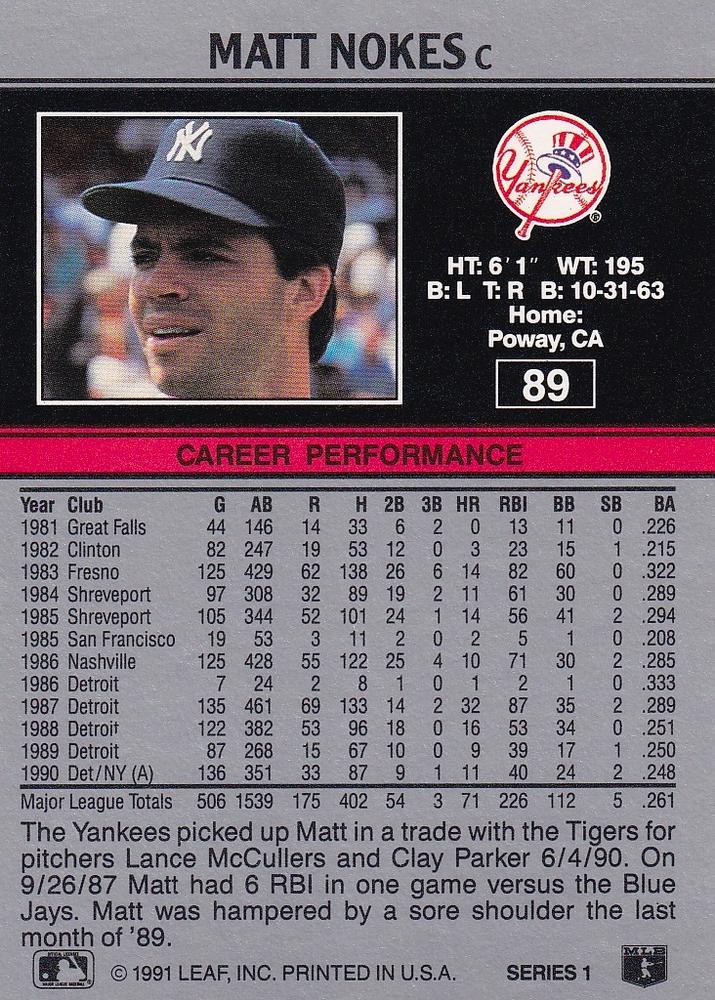 MATT NOKES C
NY
Yankees
®
HT: 6' 1" WT: 195
B: L T: R B: 10-31-63
Home:
Poway, CA
89
CAREER PERFORMANCE
Year Club G AB R H 2B 3B HR RBI BB SB BA
1981 Great Falls 44 146 14 33 6 2 0 13 11 0 .226
1982 Clinton 82 247 19 53 12 0 3 23 15 1 .215
1983 Fresno 125 429 62 138 26 6 14 82 60 0 .322
1984 Shreveport 97 308 32 89 19 2 11 61 30 0 .289
1985 Shreveport 105 344 52 101 24 1 14 56 41 2 .294
1985 San Francisco 19 53 3 11 2 0 2 5 1 0 .208
1986 Nashville 125 428 55 122 25 4 10 71 30 2 .285
1986 Detroit 7 24 2 8 1 0 1 2 1 0 .333
1987 Detroit 135 461 69 133 14 2 32 87 35 2 .289
1988 Detroit 122 382 53 96 18 0 16 53 34 0 .251
1989 Detroit 87 268 15 67 10 0 9 39 17 1 .250
1990 Det/NY (A) 136 351 33 87 9 1 11 40 24 2 .248
Major League Totals 506 1539 175 402 54 3 71 226 112 5 .261
The Yankees picked up Matt in a trade with the Tigers for
pitchers Lance McCullers and Clay Parker 6/4/90. On
9/26/87 Matt had 6 RBI in one game versus the Blue
Jays. Matt was hampered by a sore shoulder the last
month of '89.
© 1991 LEAF, INC. PRINTED IN U.S.A. SERIES 1